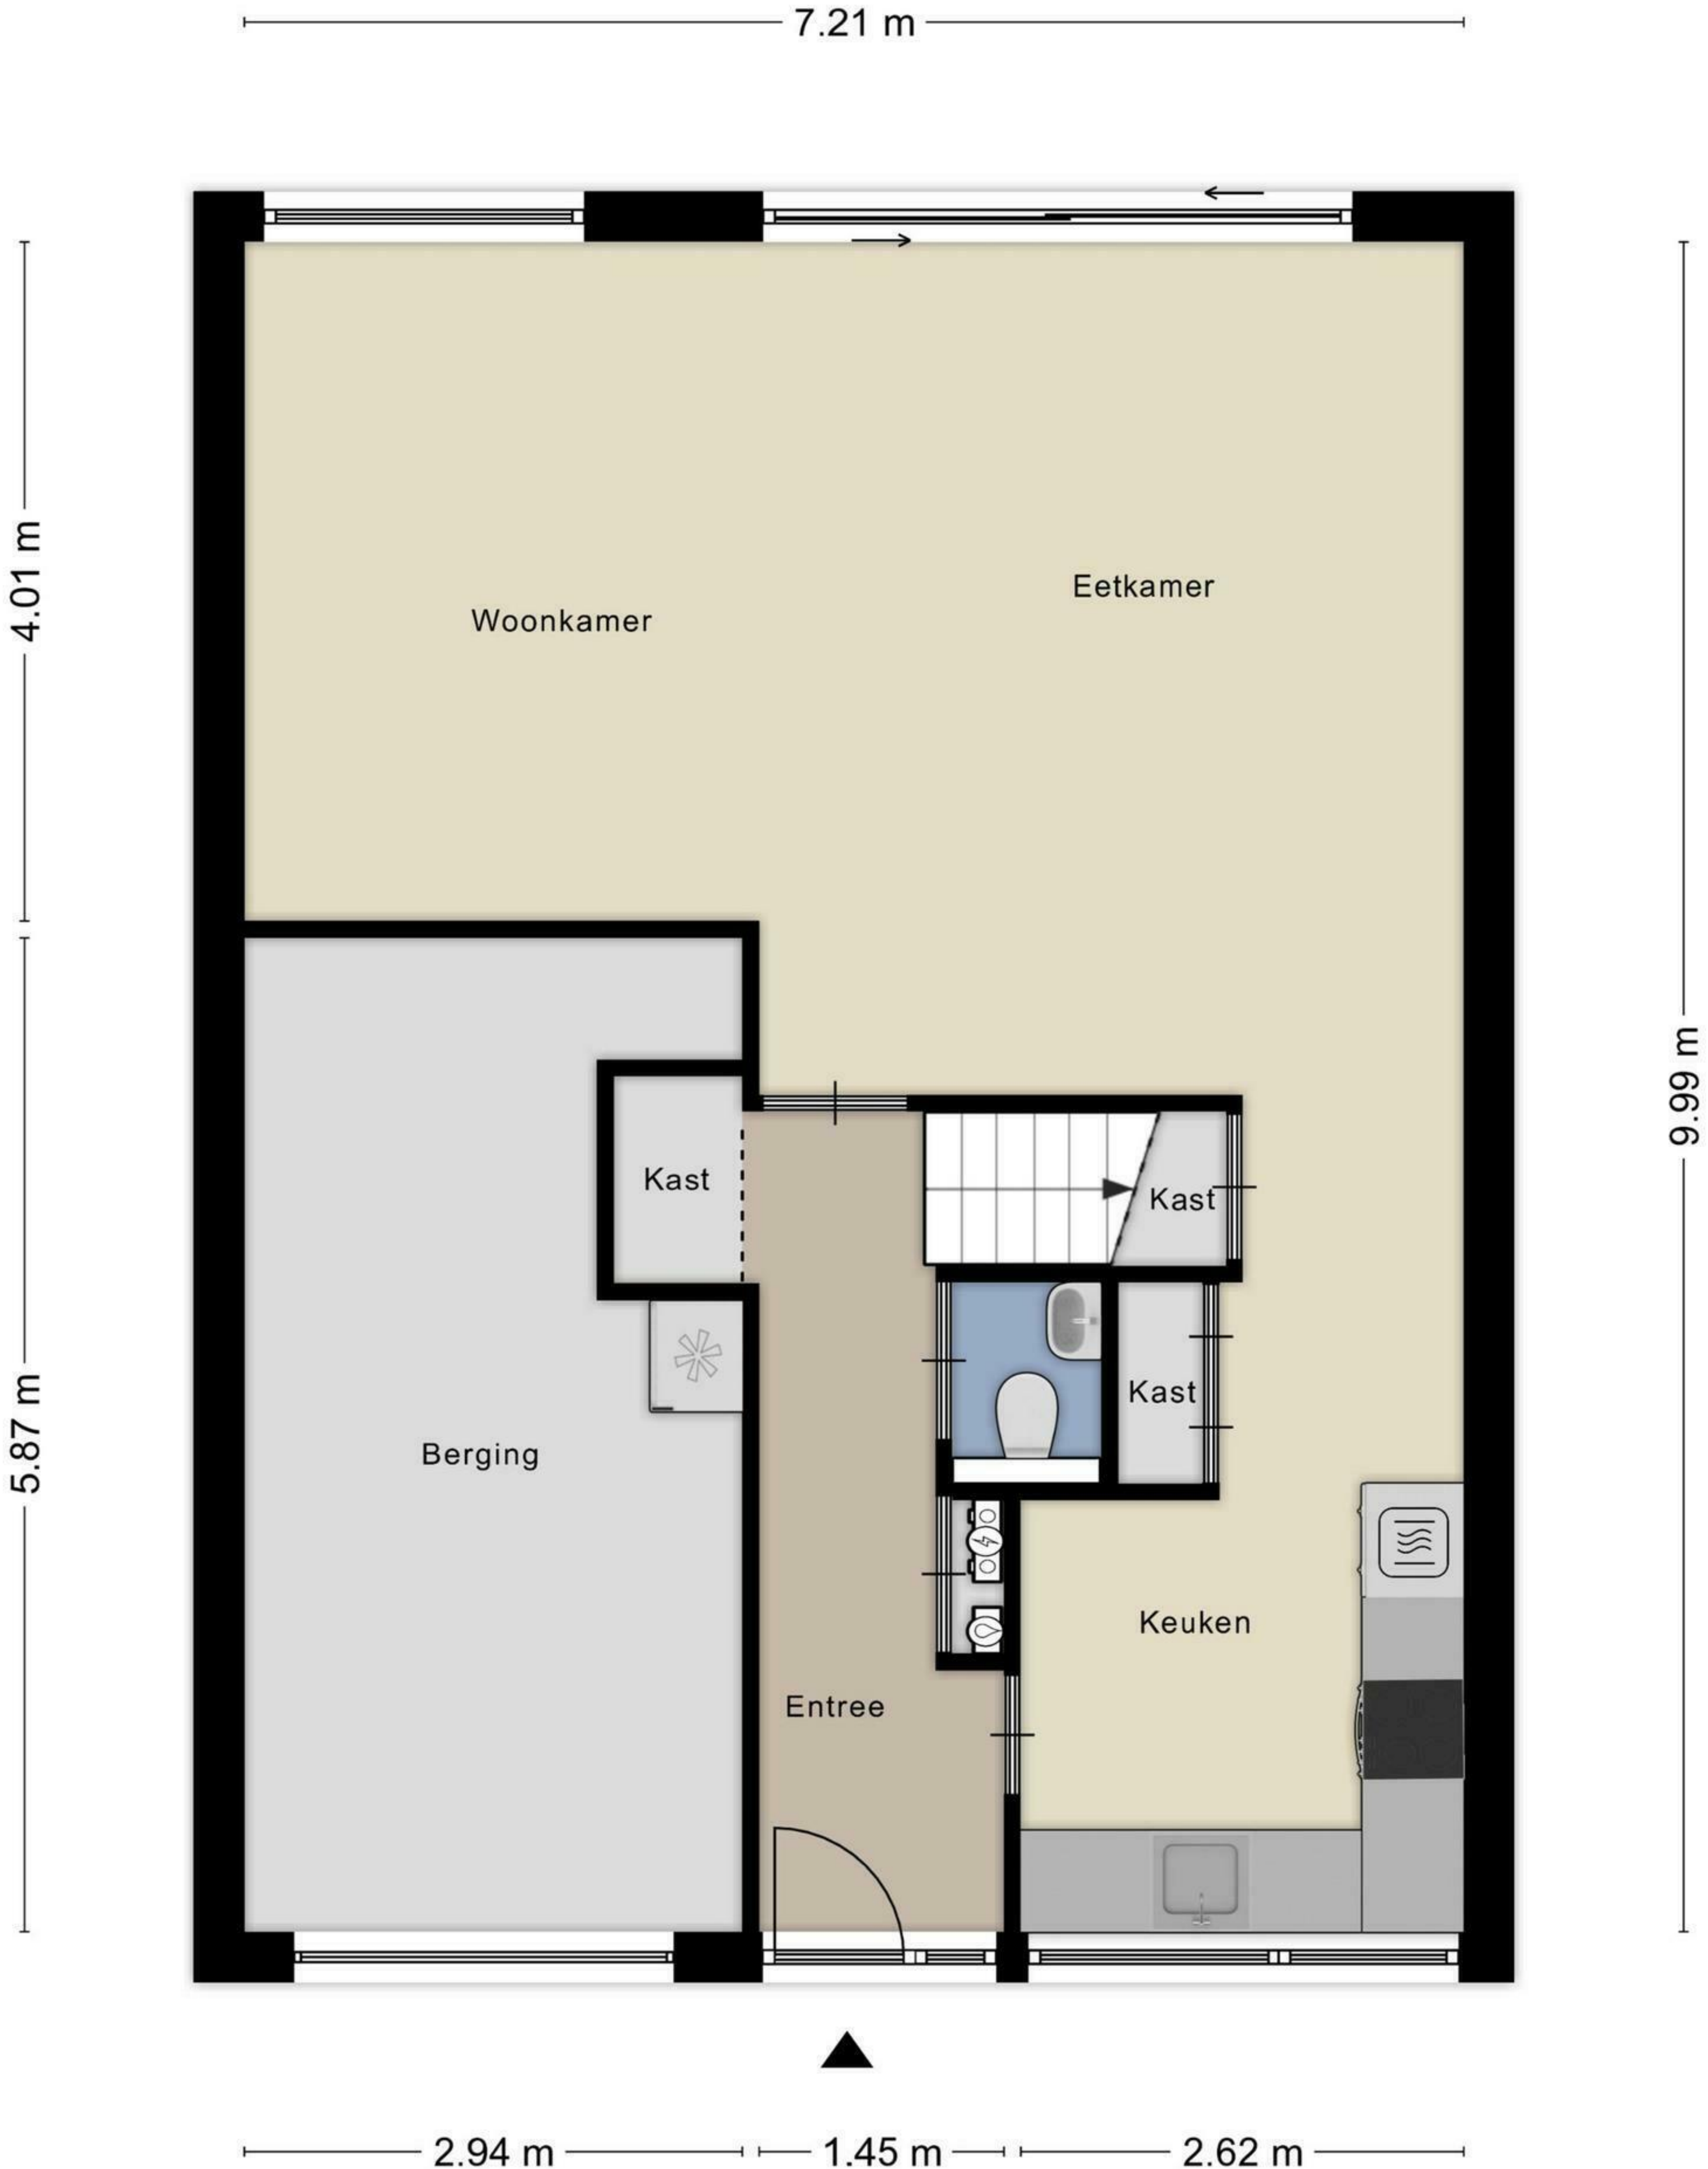 7.21 m
Eetkamer
Woonkamer
4.01 m
9.99 m
Kast
Kast
Kast
5.87 m
Berging
Keuken
Entree
2.94 m
1.45 m
2.62 m